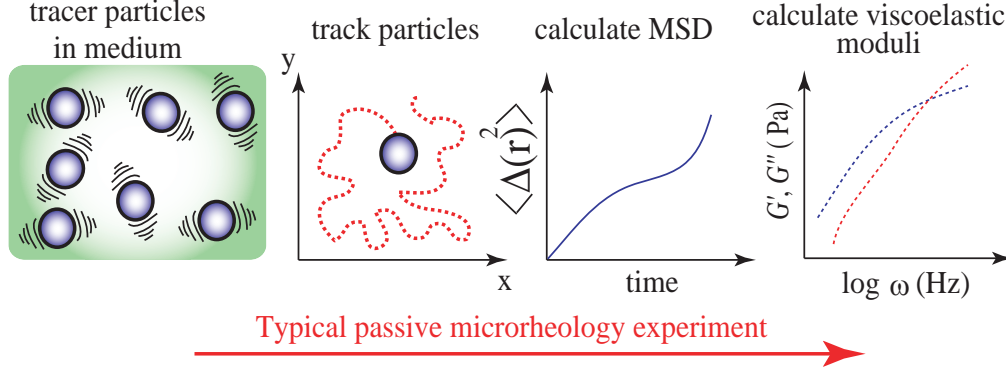 tracer particles
in medium
track particles
y
x
calculate MSD
<Δ(r²)>
time
calculate viscoelastic
moduli
G', G'' (Pa)
log ω (Hz)
Typical passive microrheology experiment